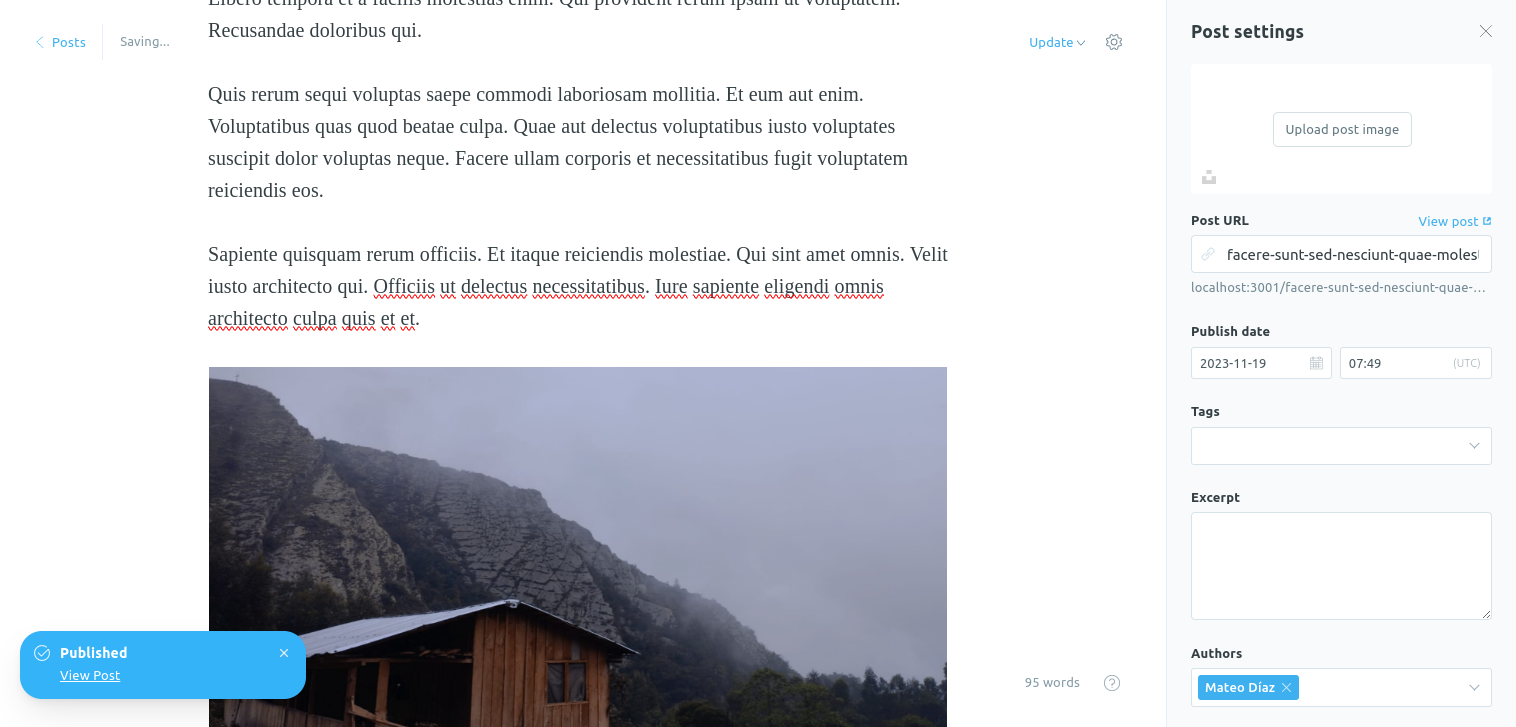 Recusandae doloribus qui.
Posts
Saving...
Update
Quis rerum sequi voluptas saepe commodi laboriosam mollitia. Et eum aut enim.
Voluptatibus quas quod beatae culpa. Quae aut delectus voluptatibus iusto voluptates
suscipit dolor voluptas neque. Facere ullam corporis et necessitatibus fugit voluptatem
reiciendis eos.
Sapiente quisquam rerum officiis. Et itaque reiciendis molestiae. Qui sint amet omnis. Velit
iusto architecto qui. Officiis ut delectus necessitatibus. Iure sapiente eligendi omnis
architecto culpa quis et et.
Published
View Post
95 words
Post settings
Upload post image
Post URL
View post
facere-sunt-sed-nesciunt-quae-molest
localhost:3001/facere-sunt-sed-nesciunt-quae-...
Publish date
2023-11-19
07:49
(UTC)
Tags
Excerpt
Authors
Mateo Díaz